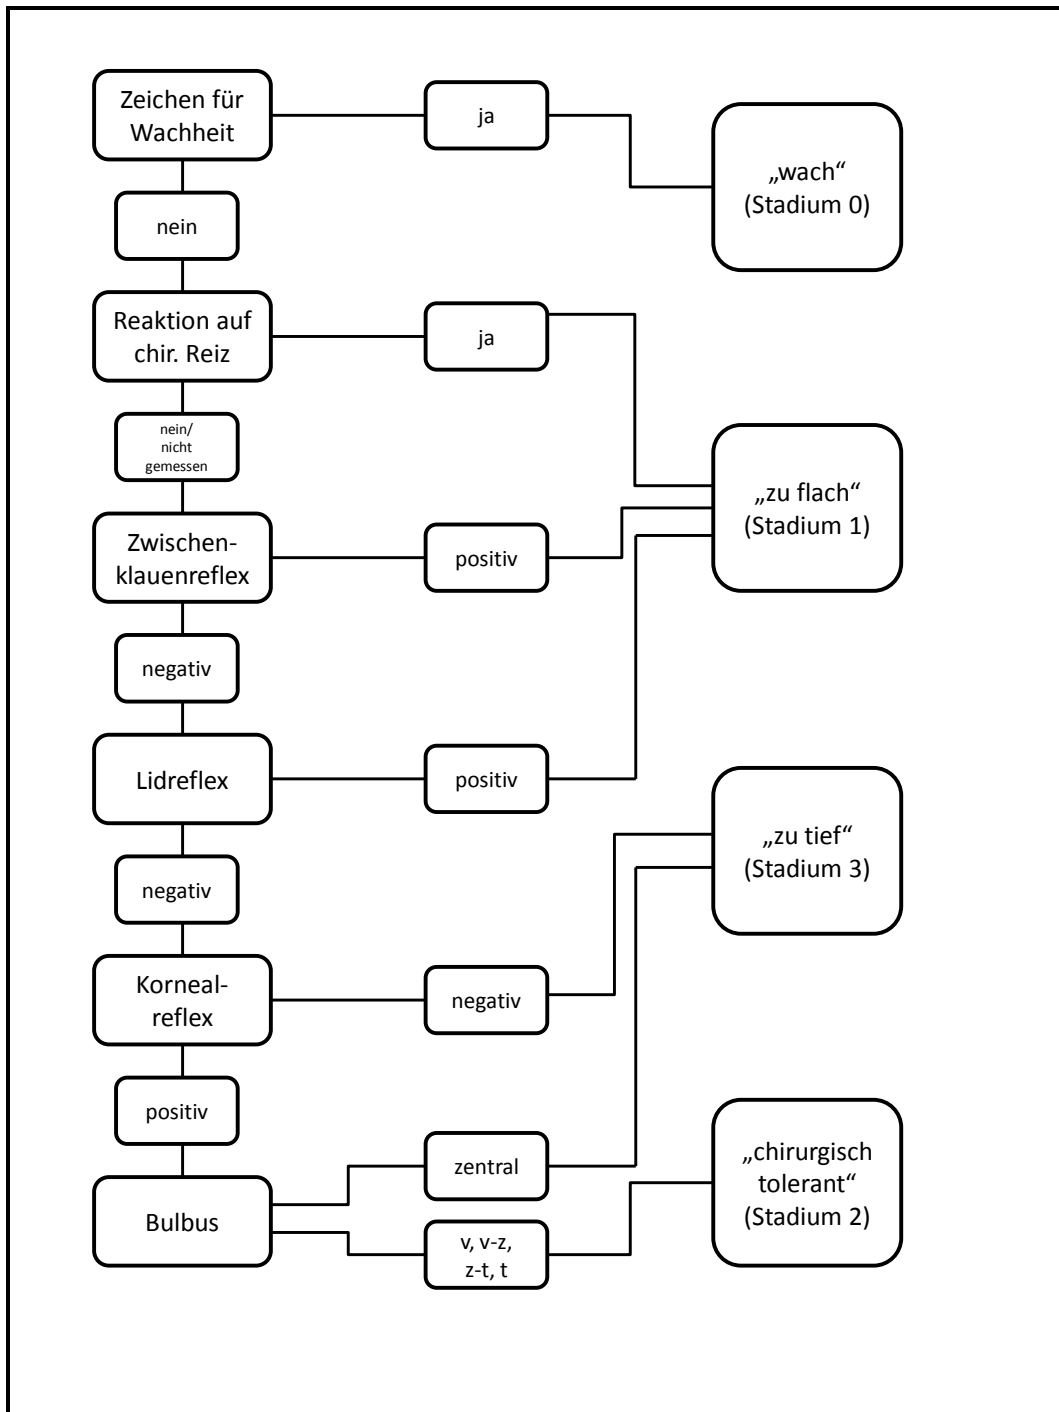 Zeichen für
Wachheit
ja
„wach“
(Stadium 0)
nein
Reaktion auf
chir. Reiz
ja
nein/
nicht
gemessen
„zu flach“
(Stadium 1)
Zwischen-
klauenreflex
positiv
negativ
Lidreflex
positiv
„zu tief“
(Stadium 3)
negativ
Korneal-
reflex
negativ
positiv
„chirurgisch
tolerant“
(Stadium 2)
zentral
Bulbus
v, v-z,
z-t, t